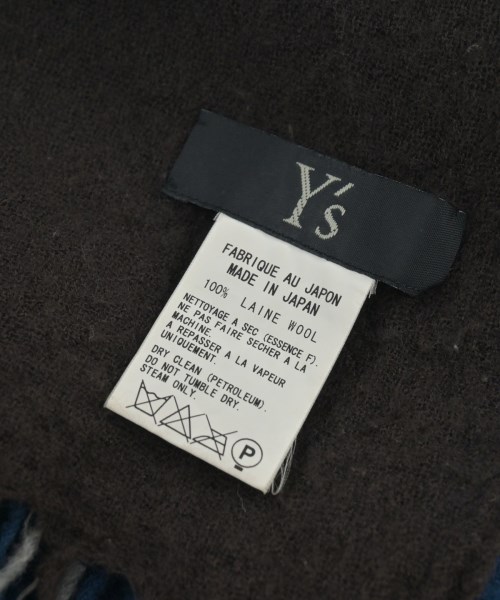 Y's
FABRIQUE AU JAPON
MADE IN JAPAN
100% LAINE WOOL
NETTOYAGE A SEC (ESSENCE F).
NE PAS FAIRE SECHER A LA
MACHINE.
A REPASSER A LA VAPEUR
UNIQUEMENT.
DRY CLEAN (PETROLEUM).
DO NOT TUMBLE DRY.
STEAM ONLY.
P